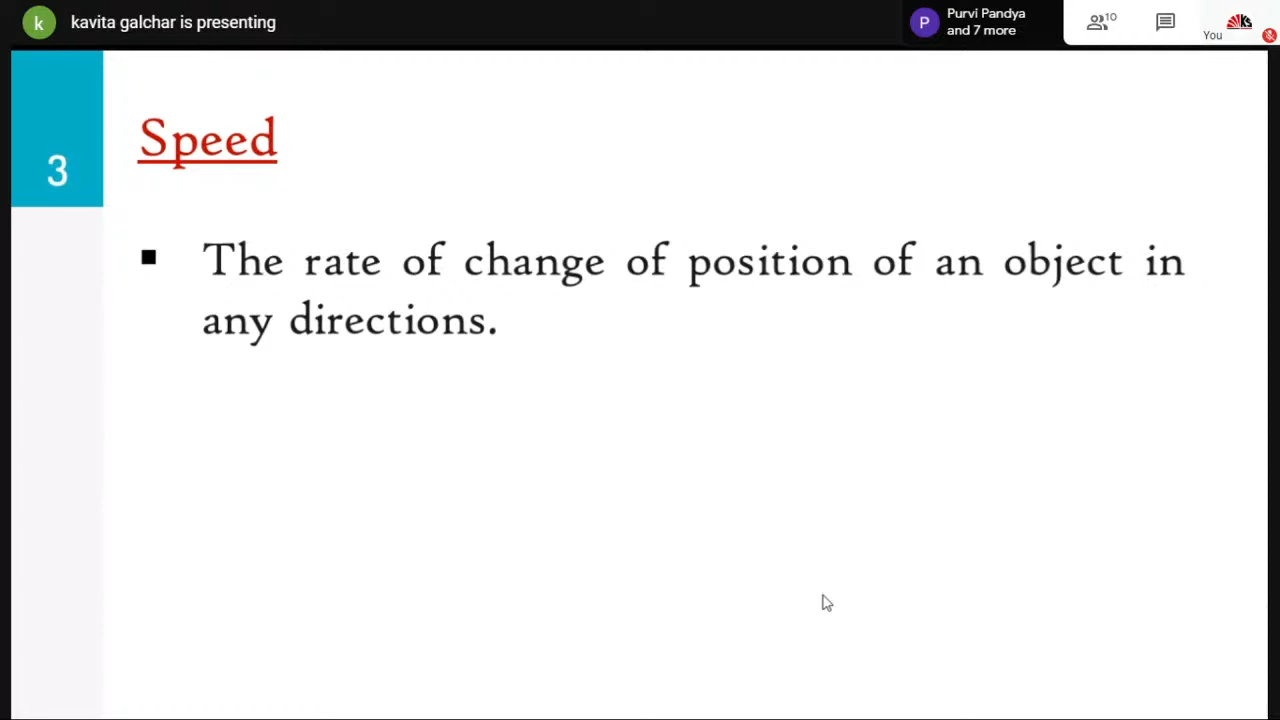 k kavita galchar is presenting
P Purvi Pandya
and 7 more
10
You
3
Speed
▪ The rate of change of position of an object in
any directions.